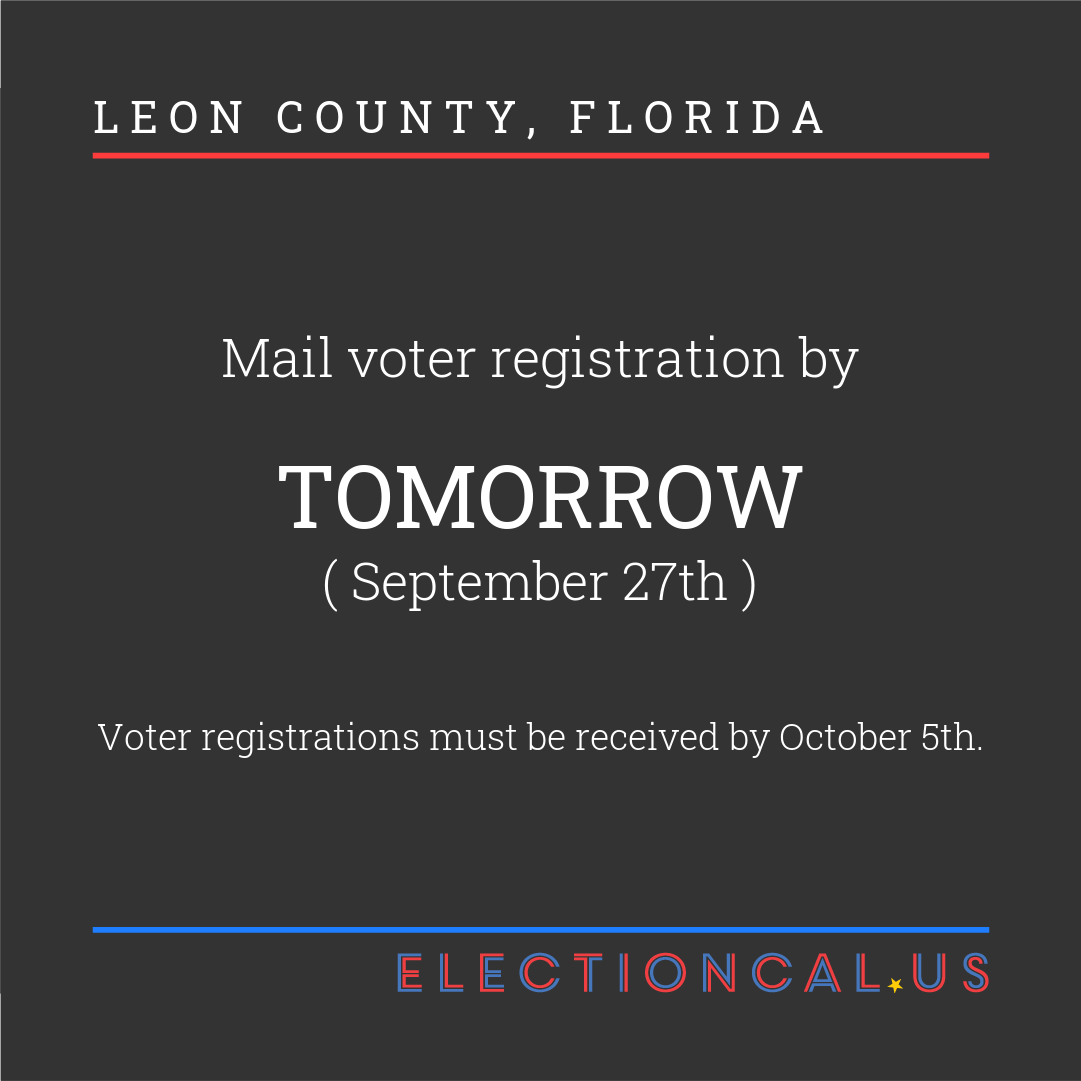 LEON COUNTY, FLORIDA
Mail voter registration by
TOMORROW
( September 27th )
Voter registrations must be received by October 5th.
ELECTIONCAL.US